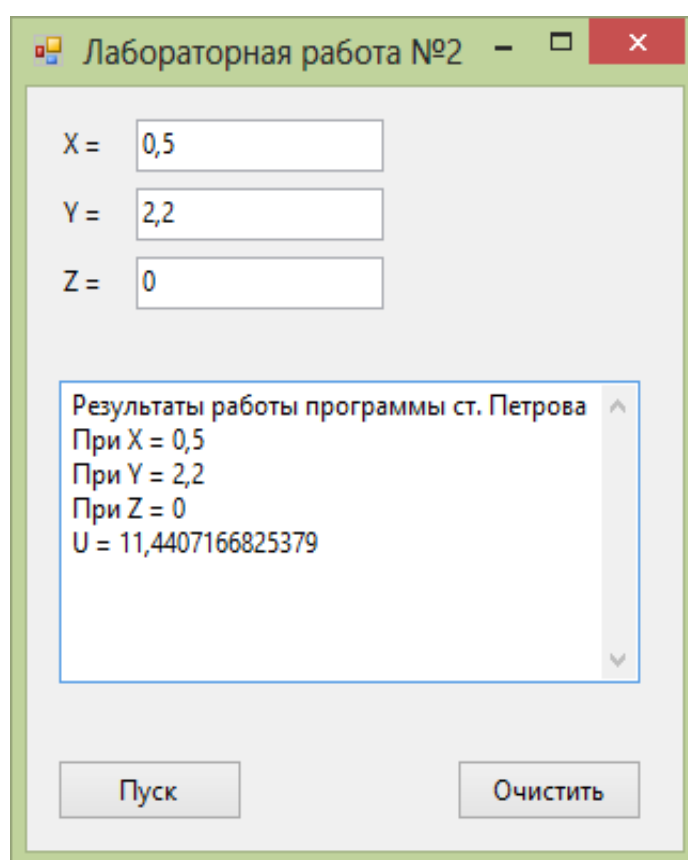 Лабораторная работа №2
X = 0,5
Y = 2,2
Z = 0
Результаты работы программы ст. Петрова
При X = 0,5
При Y = 2,2
При Z = 0
U = 11,4407166825379
Пуск Очистить